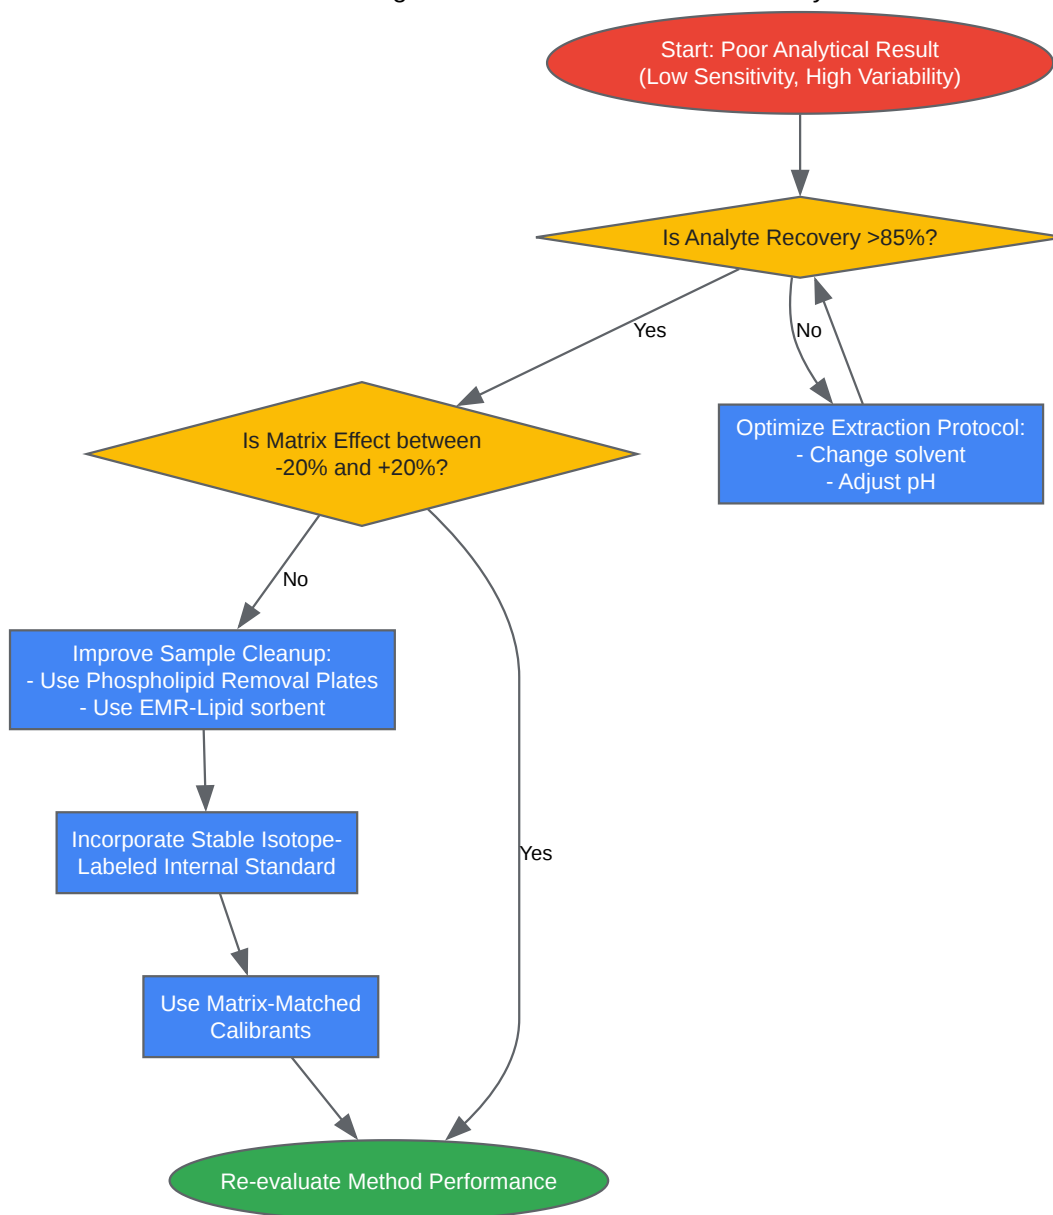 Start: Poor Analytical Result
(Low Sensitivity, High Variability)
Is Analyte Recovery >85%?
Yes
No
Is Matrix Effect between
-20% and +20%?
Optimize Extraction Protocol:
- Change solvent
- Adjust pH
No
Improve Sample Cleanup:
- Use Phospholipid Removal Plates
- Use EMR-Lipid sorbent
Incorporate Stable Isotope-
Labeled Internal Standard
Yes
Use Matrix-Matched
Calibrants
Re-evaluate Method Performance